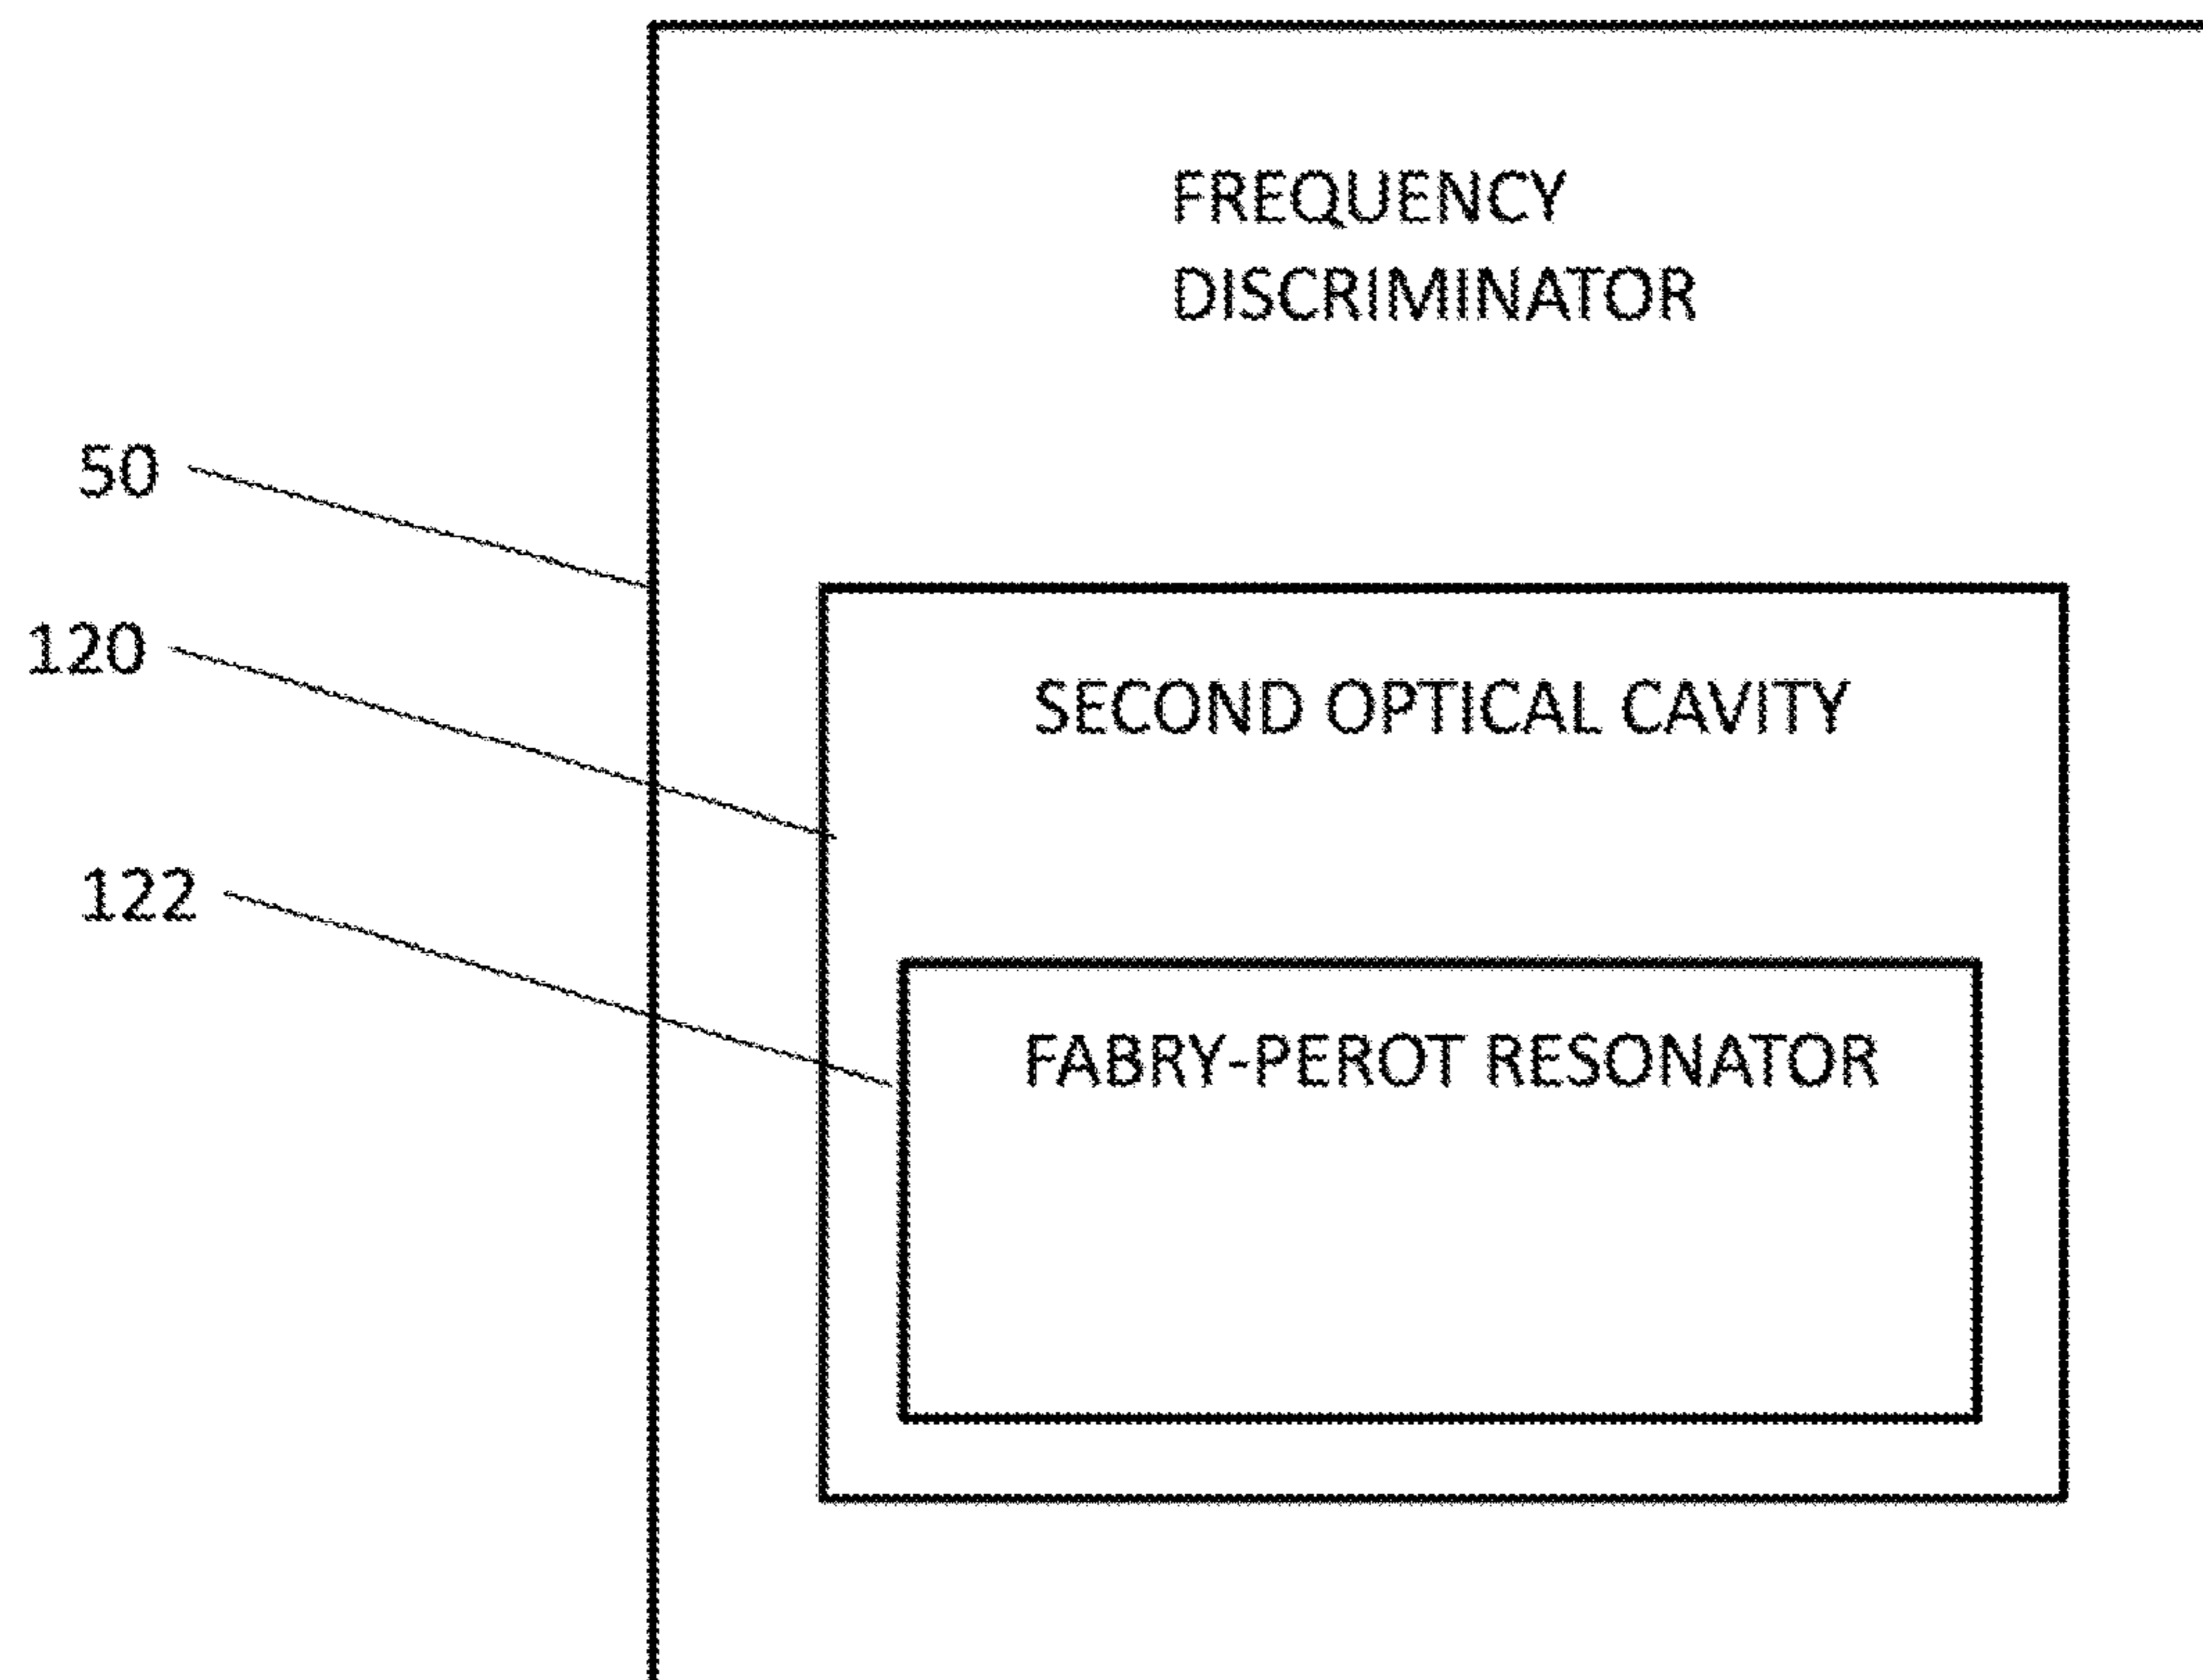 FREQUENCY
DISCRIMINATOR
50
120
SECOND OPTICAL CAVITY
122
FABRY-PEROT RESONATOR